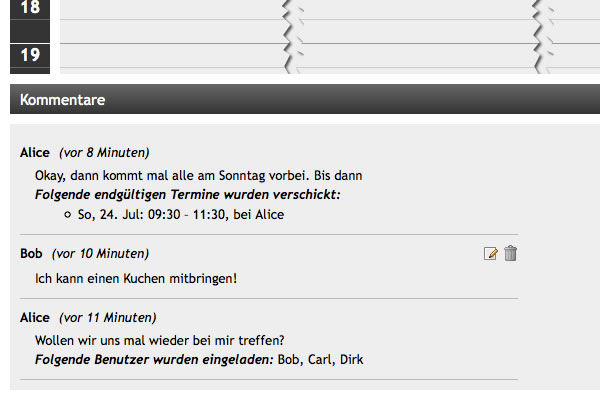 18
19
Kommentare
Alice (vor 8 Minuten)
Okay, dann kommt mal alle am Sonntag vorbei. Bis dann
Folgende endgültigen Termine wurden verschickt:
So, 24. Jul: 09:30 - 11:30, bei Alice
Bob (vor 10 Minuten)
Ich kann einen Kuchen mitbringen!
Alice (vor 11 Minuten)
Wollen wir uns mal wieder bei mir treffen?
Folgende Benutzer wurden eingeladen: Bob, Carl, Dirk